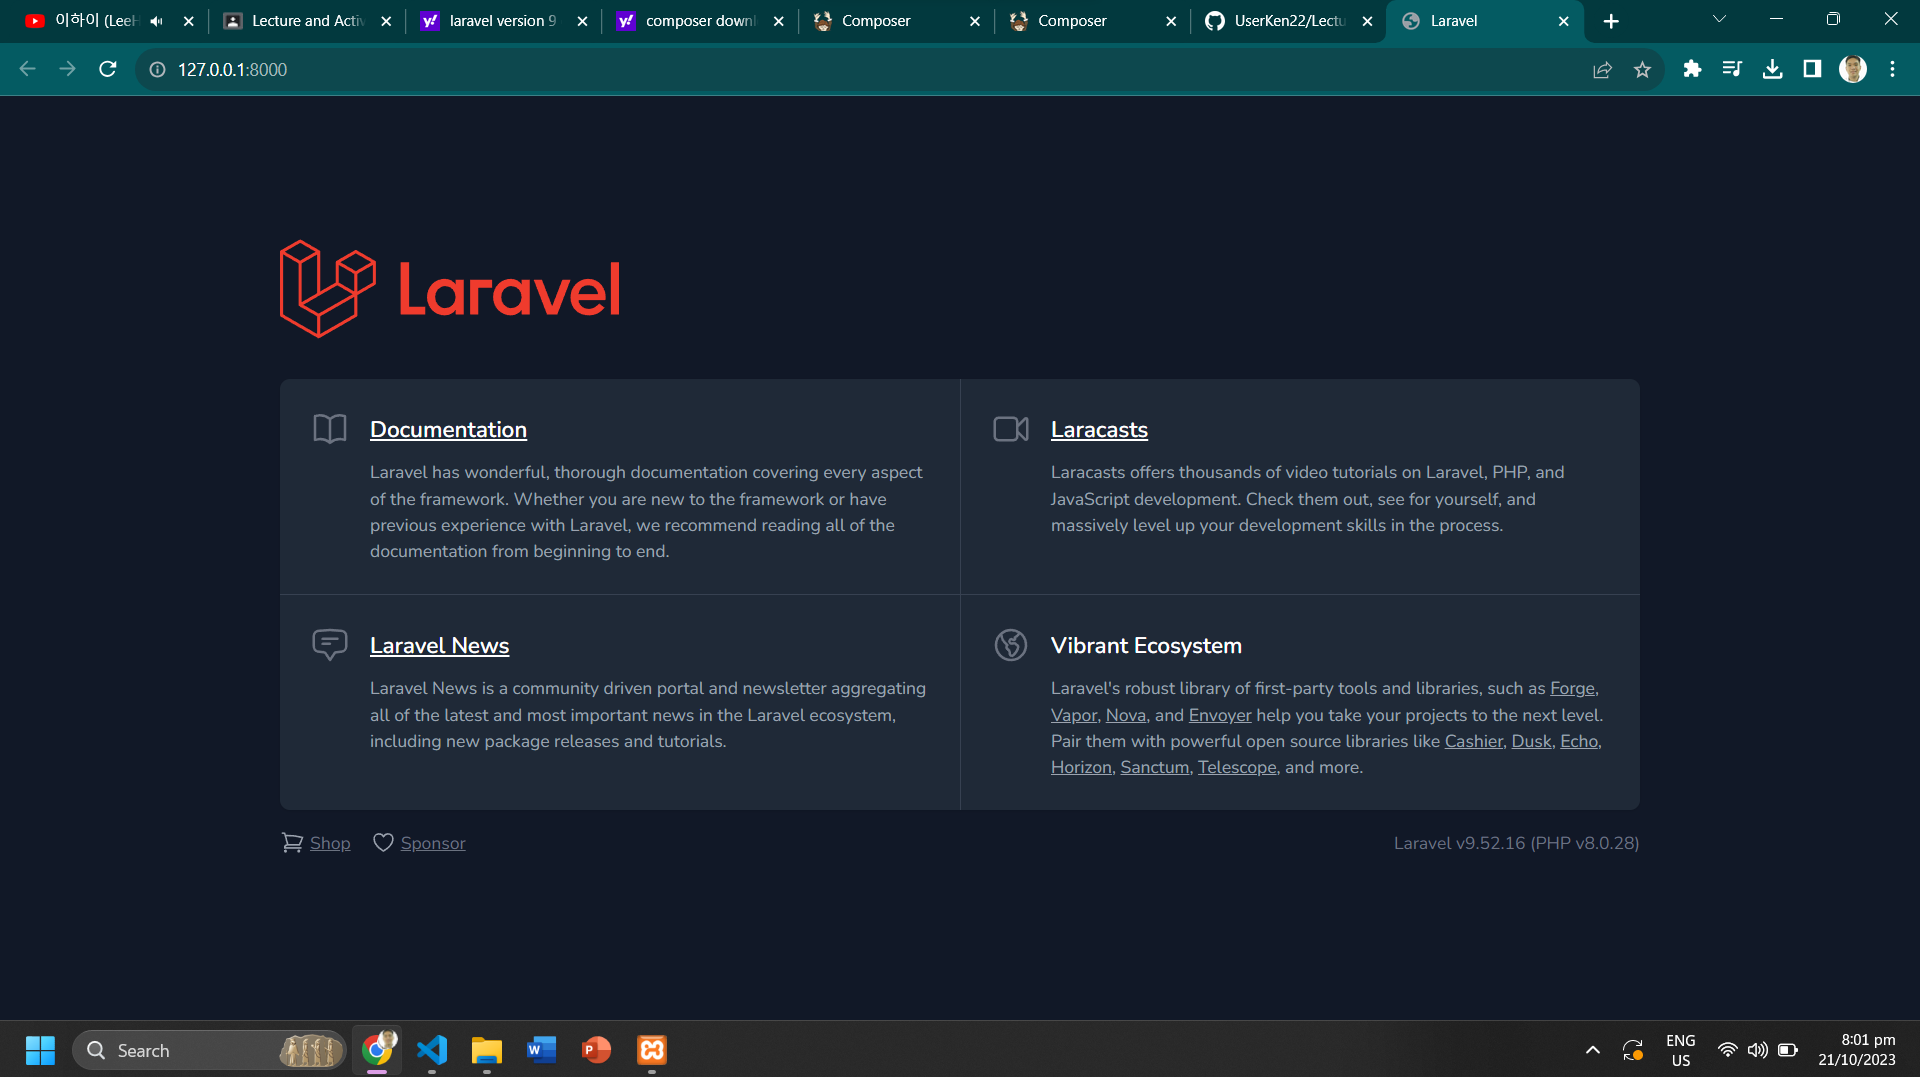 이하이 (LeeH
Lecture and Activ
laravel version 9
composer downl
Composer
Composer
UserKen22/Lectu
Laravel
127.0.0.1:8000
Laravel
Documentation
Laravel has wonderful, thorough documentation covering every aspect
of the framework. Whether you are new to the framework or have
previous experience with Laravel, we recommend reading all of the
documentation from beginning to end.
Laracasts
Laracasts offers thousands of video tutorials on Laravel, PHP, and
JavaScript development. Check them out, see for yourself, and
massively level up your development skills in the process.
Laravel News
Laravel News is a community driven portal and newsletter aggregating
all of the latest and most important news in the Laravel ecosystem,
including new package releases and tutorials.
Vibrant Ecosystem
Laravel's robust library of first-party tools and libraries, such as Forge,
Vapor, Nova, and Envoyer help you take your projects to the next level.
Pair them with powerful open source libraries like Cashier, Dusk, Echo,
Horizon, Sanctum, Telescope, and more.
Shop
Sponsor
Laravel v9.52.16 (PHP v8.0.28)
Search
ENG
US
8:01 pm
21/10/2023